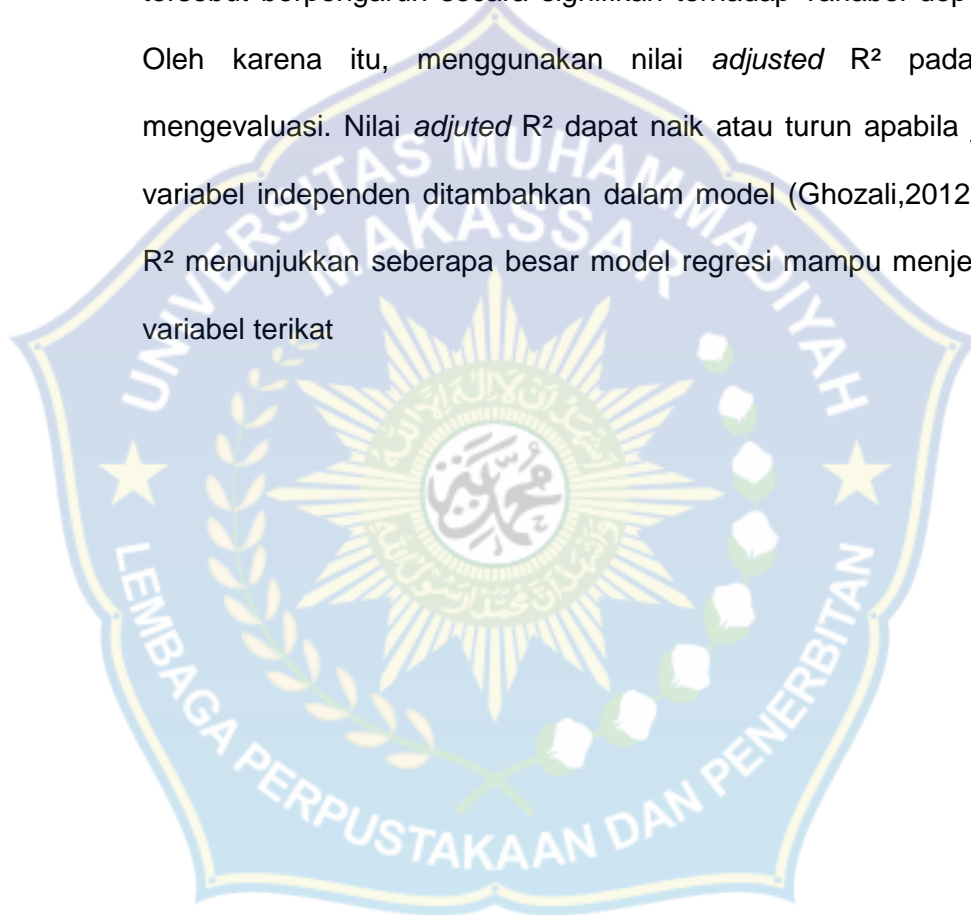 tersebut berpengaruh secara signifikan terhadap variabel dep
Oleh karena itu, menggunakan nilai adjusted R² pada
mengevaluasi. Nilai adjuted R² dapat naik atau turun apabila
variabel independen ditambahkan dalam model (Ghozali,2012
R² menunjukkan seberapa besar model regresi mampu menje
variabel terikat
UNIVERSITAS MUHAMMADIYAH
MAKASSAR
LEMBAGA PERPUSTAKAAN DAN PENERBITAN
محمد